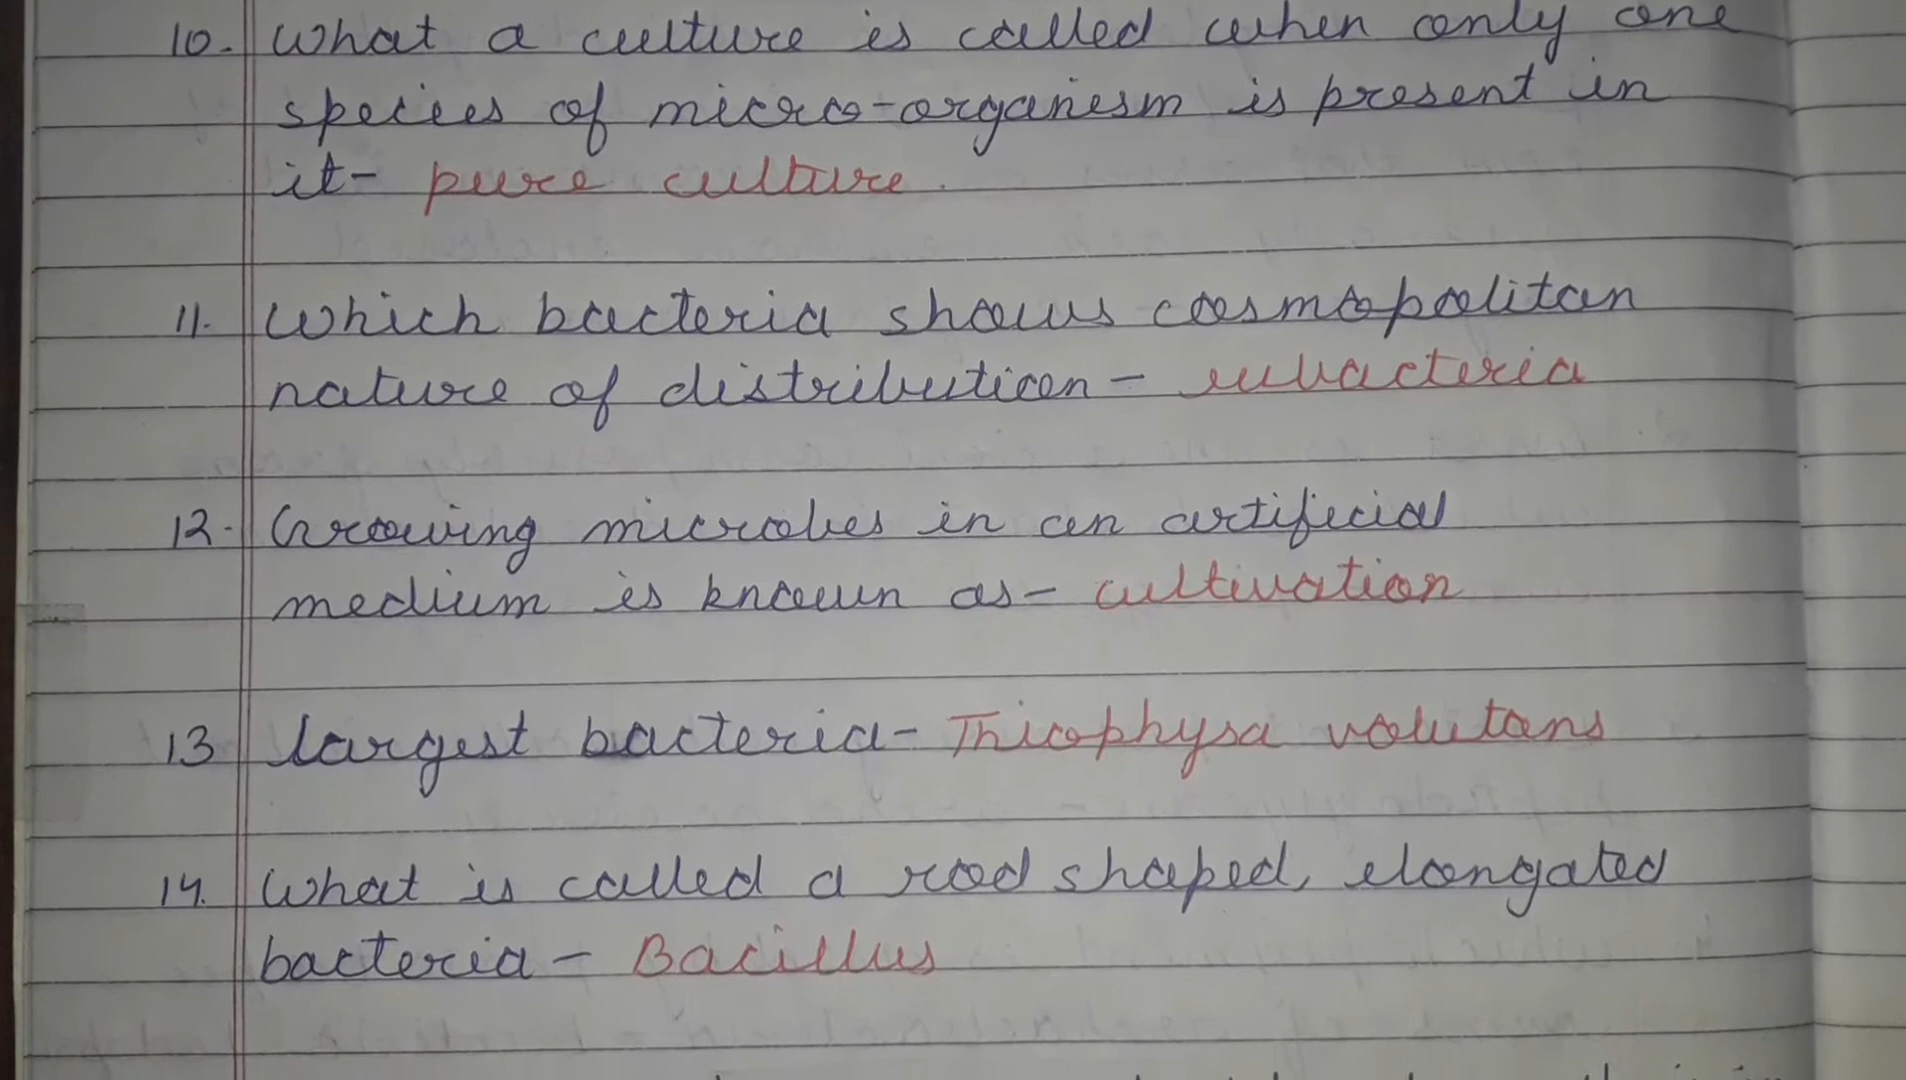 10. What a culture is called when only one
species of micro-organism is present in
it- pure culture.
11. Which bacteria shows cosmopolitan
nature of distribution- eubacteria
12. Growing microbes in an artificial
medium is known as- cultivation
13 largest bacteria- Thiophysa volutans
14. What is called a rod shaped, elongated
bacteria- Bacillus